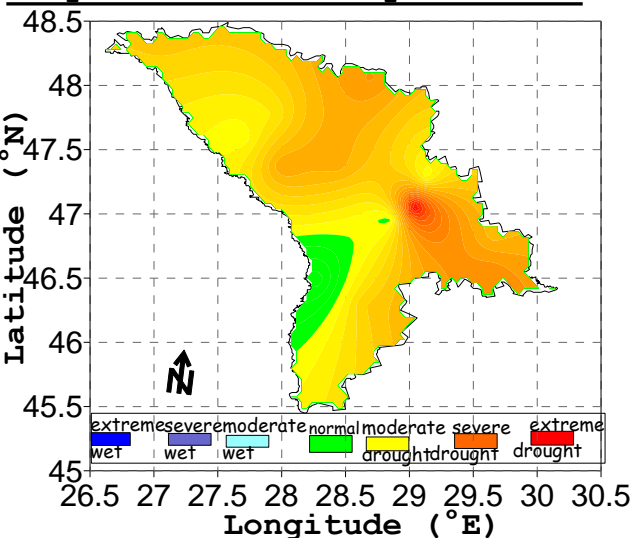 48.5
48
47.5
47
46.5
46
45.5
45
Latitude (°N)
N
extreme wet
severe wet
moderate wet
normal
moderate drought
severe drought
extreme drought
26.5 27 27.5 28 28.5 29 29.5 30 30.5
Longitude (°E)